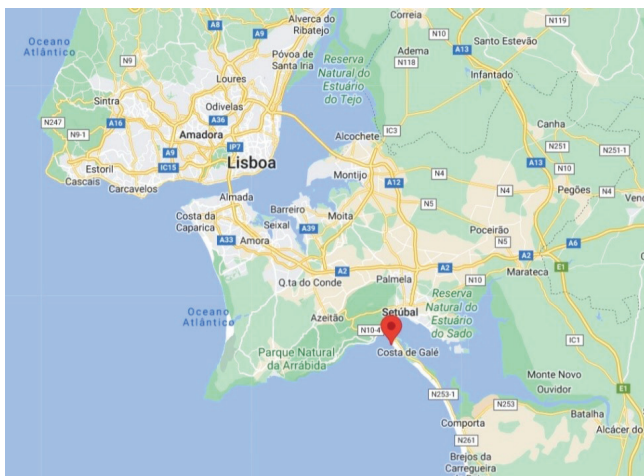 Oceano
Atlântico
N9
A8
A9
Alverca do
Ribatejo
Correia
N10
N119
Santo Estevão
A13
Adema
N118
Infantado
Póvoa de
Santa Iria
Reserva
Natural do
Estuário
do Tejo
Loures
Sintra
Odivelas
N247
A16
A36
N9-1
Amadora
IP7
A9
IC15
Lisboa
Estoril
Cascais
Carcavelos
Alcochete
IC3
Canha
N251
N251-1
A13
N10
Montijo
A12
N4
N4
Pegões
Vend
Almada
Costa da
Caparica
Barreiro
Seixal
Moita
N5
A33
Amora
A39
Poceirão
N5
A6
A2
E1
Marateca
A2
A2
N10
Q.ta do Conde
Palmela
Oceano
Atlântico
Azeitão
Setúbal
N10-4
Reserva
Natural do
Estuário
do Sado
IC1
Parque Natural
da Arrábida
Costa de Galé
Monte Novo
Ouvidor
E1
N253-1
N253
Batalha
Comporta
Alcácer do
N261
Brejos da
Carregueira